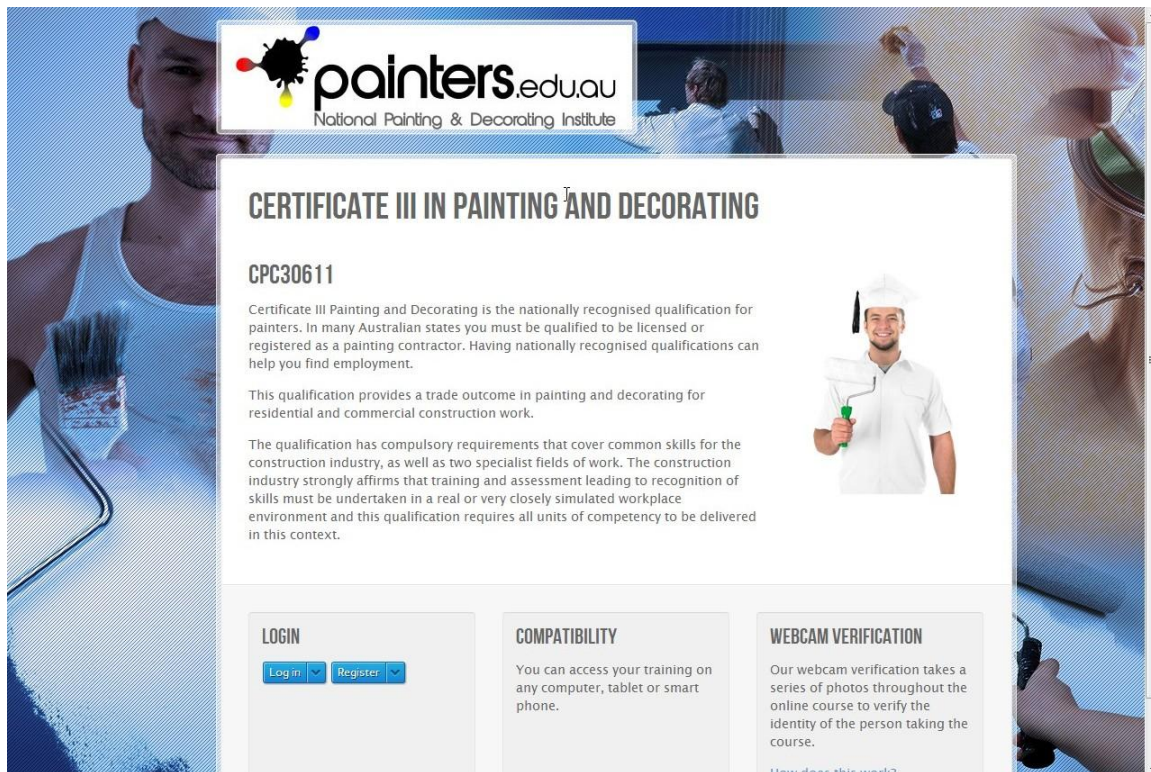 painters.edu.au
National Painting & Decorating Institute
CERTIFICATE III IN PAINTING AND DECORATING
CPC30611
Certificate III Painting and Decorating is the nationally recognised qualification for
painters. In many Australian states you must be qualified to be licensed or
registered as a painting contractor. Having nationally recognised qualifications can
help you find employment.
This qualification provides a trade outcome in painting and decorating for
residential and commercial construction work.
The qualification has compulsory requirements that cover common skills for the
construction industry, as well as two specialist fields of work. The construction
industry strongly affirms that training and assessment leading to recognition of
skills must be undertaken in a real or very closely simulated workplace
environment and this qualification requires all units of competency to be delivered
in this context.
LOGIN
Log in
Register
COMPATIBILITY
You can access your training on
any computer, tablet or smart
phone.
WEBCAM VERIFICATION
Our webcam verification takes a
series of photos throughout the
online course to verify the
identity of the person taking the
course.
How does this work?